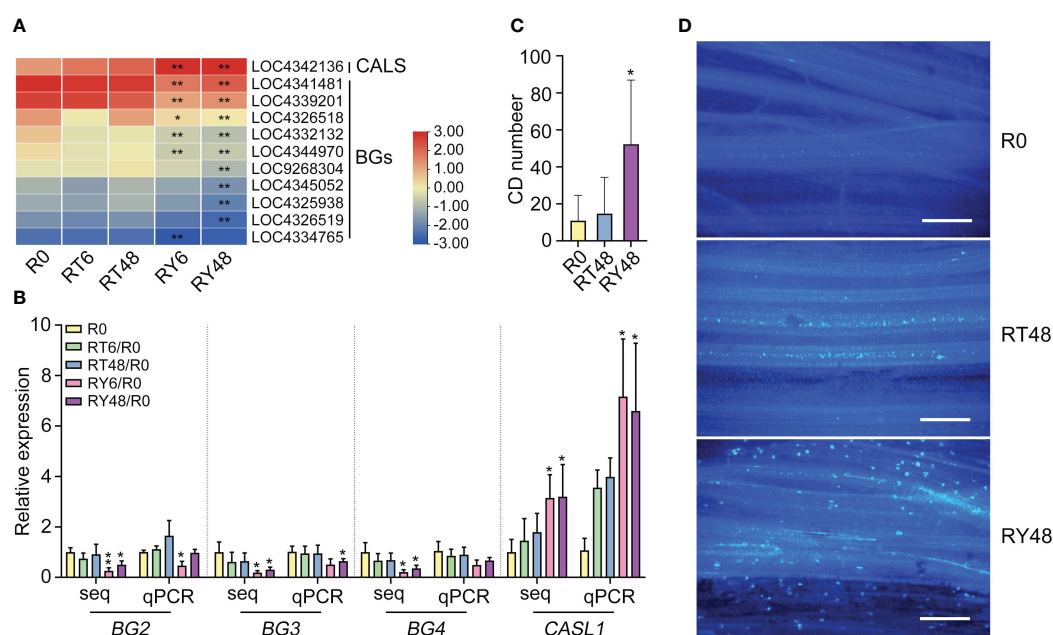 A
LOC4342136
LOC4341481
LOC4339201
LOC4326518
LOC4332132
LOC4344970
LOC9268304
LOC4345052
LOC4325938
LOC4326519
LOC4334765
CALS
BGs
** **
** **
** **
* **
** **
** **
**
**
**
**
**
R0 RT6 RT48 RY6 RY48
3.00
2.00
1.00
0.00
-1.00
-2.00
-3.00
B
Relative expression
10
8
6
4
2
0
R0
RT6/R0
RT48/R0
RY6/R0
RY48/R0
* * * * * * * * * * * * * *
seq qPCR seq qPCR seq qPCR seq qPCR
BG2 BG3 BG4 CASL1
C
CD numbeer
100
80
60
40
20
0
*
R0 RT48 RY48
D
R0
RT48
RY48